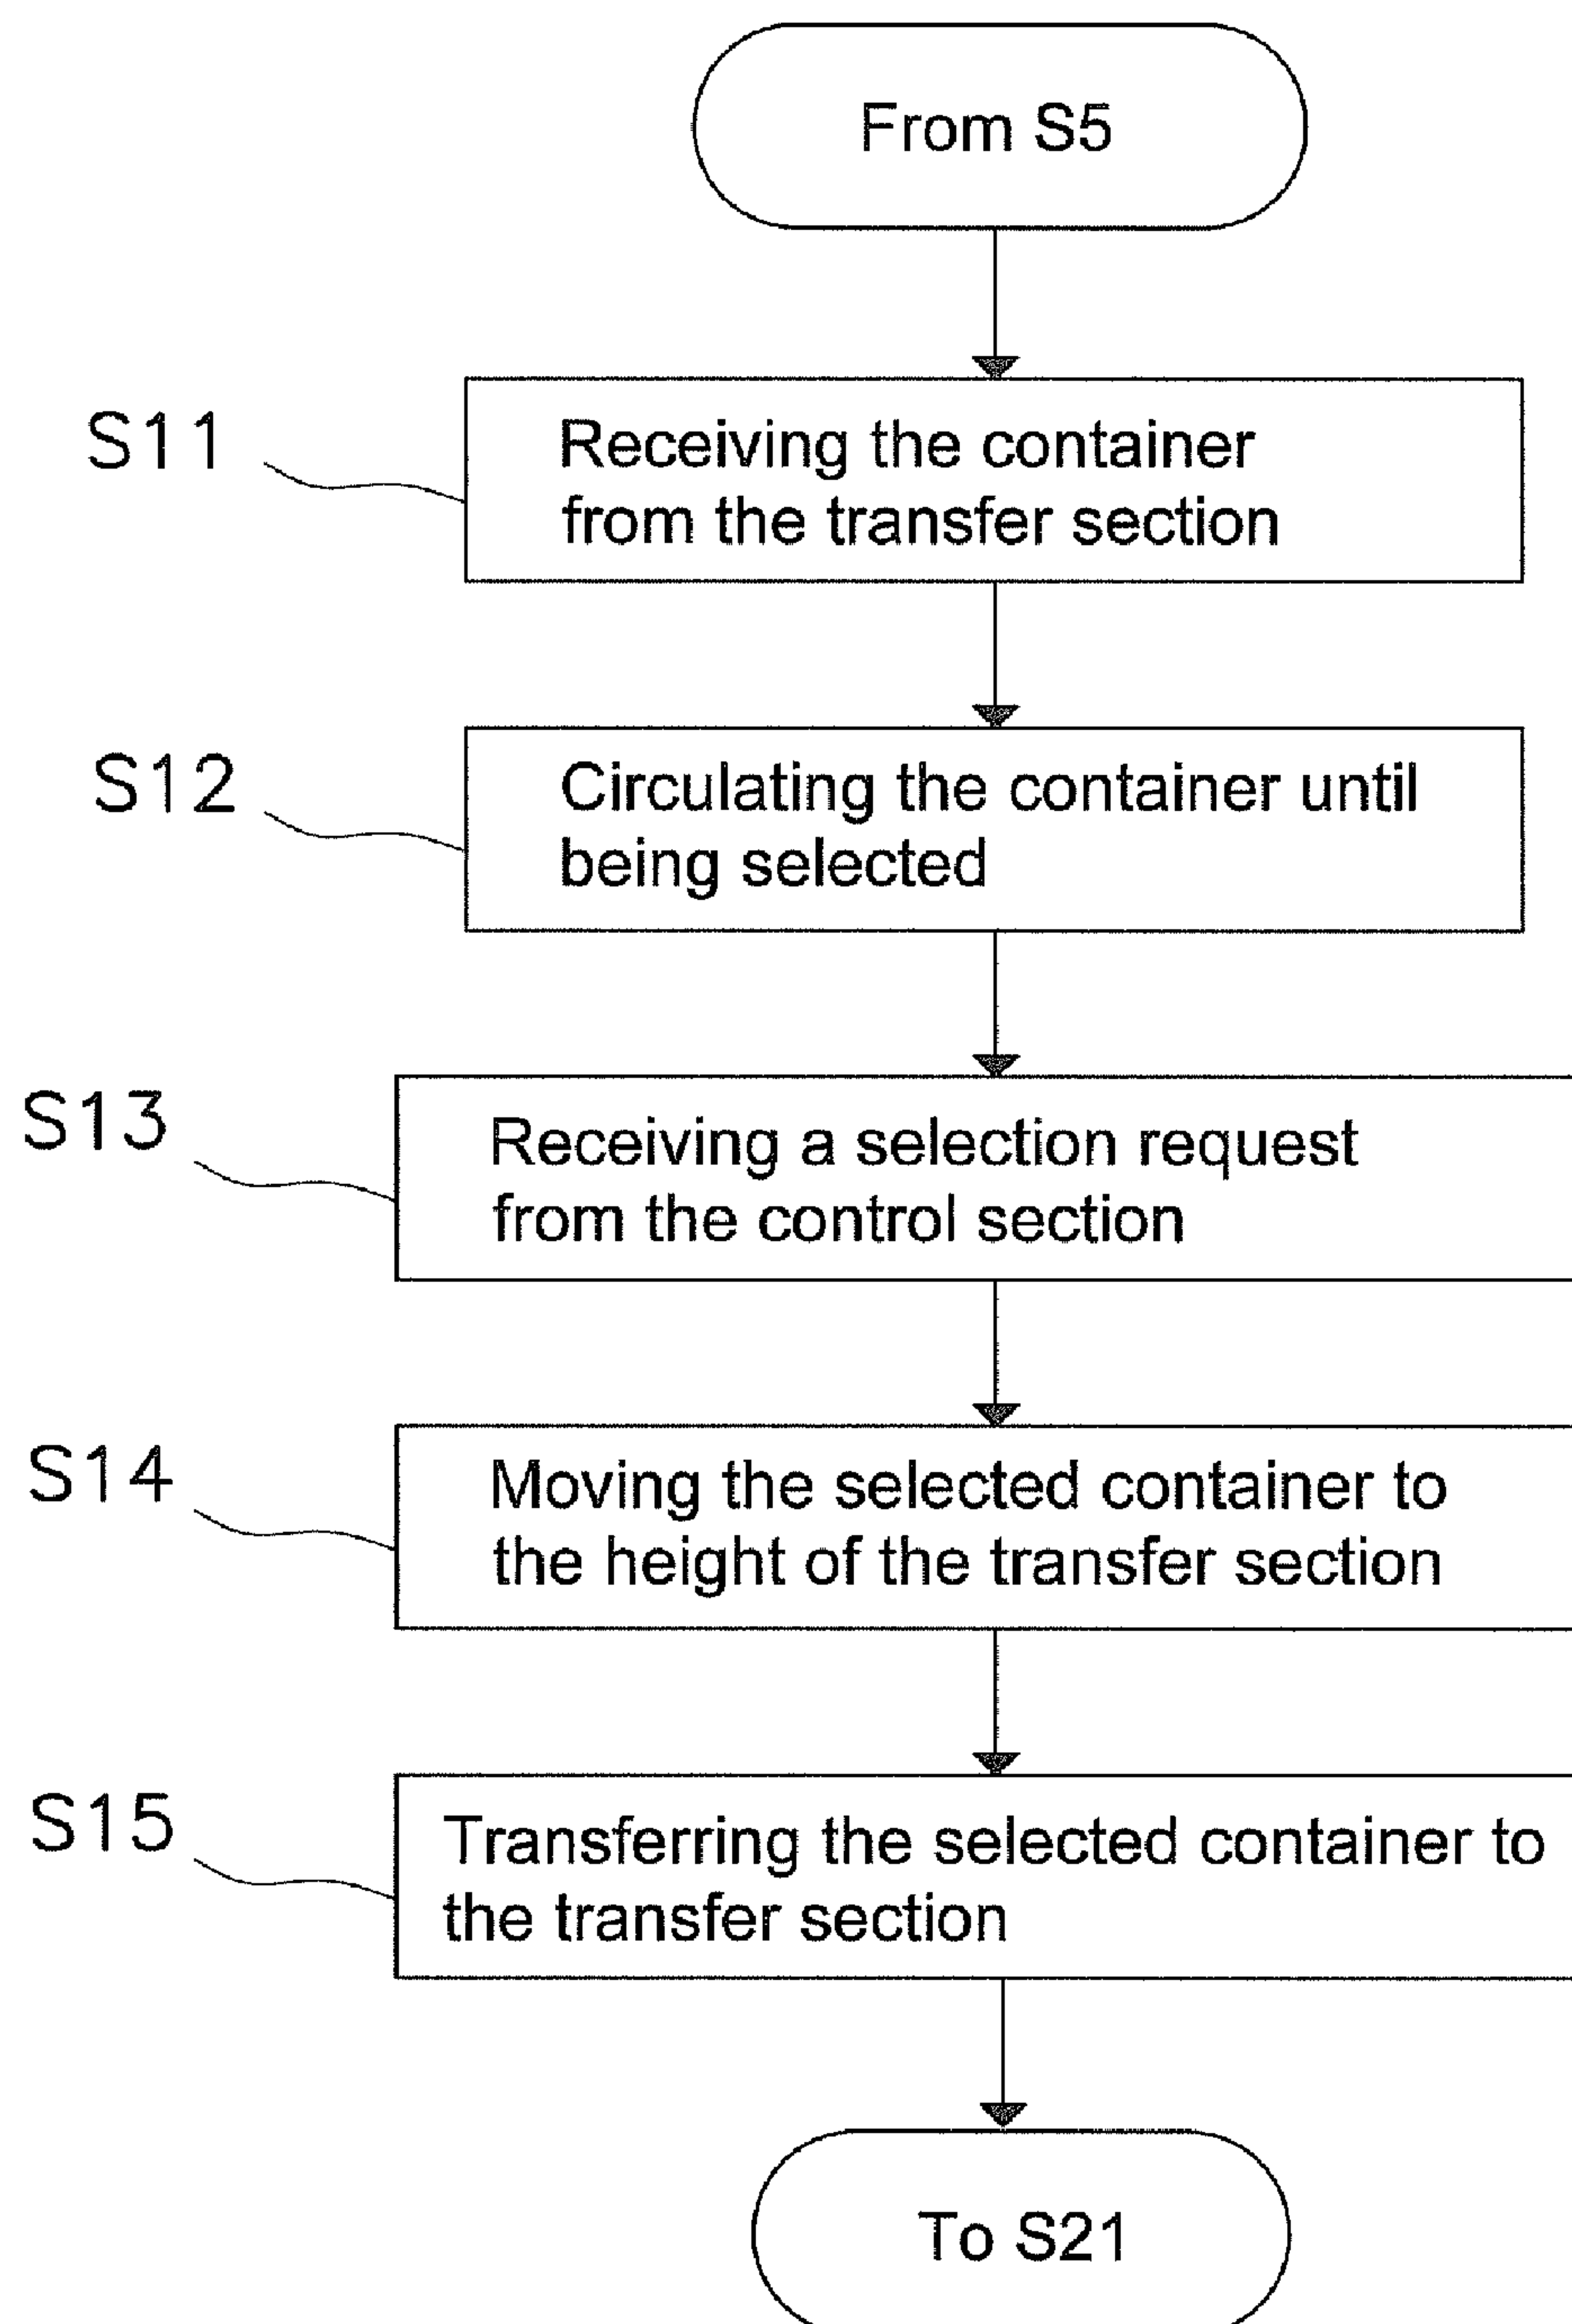 From S5
S11
Receiving the container
from the transfer section
S12
Circulating the container until
being selected
S13
Receiving a selection request
from the control section
S14
Moving the selected container to
the height of the transfer section
S15
Transferring the selected container to
the transfer section
To S21